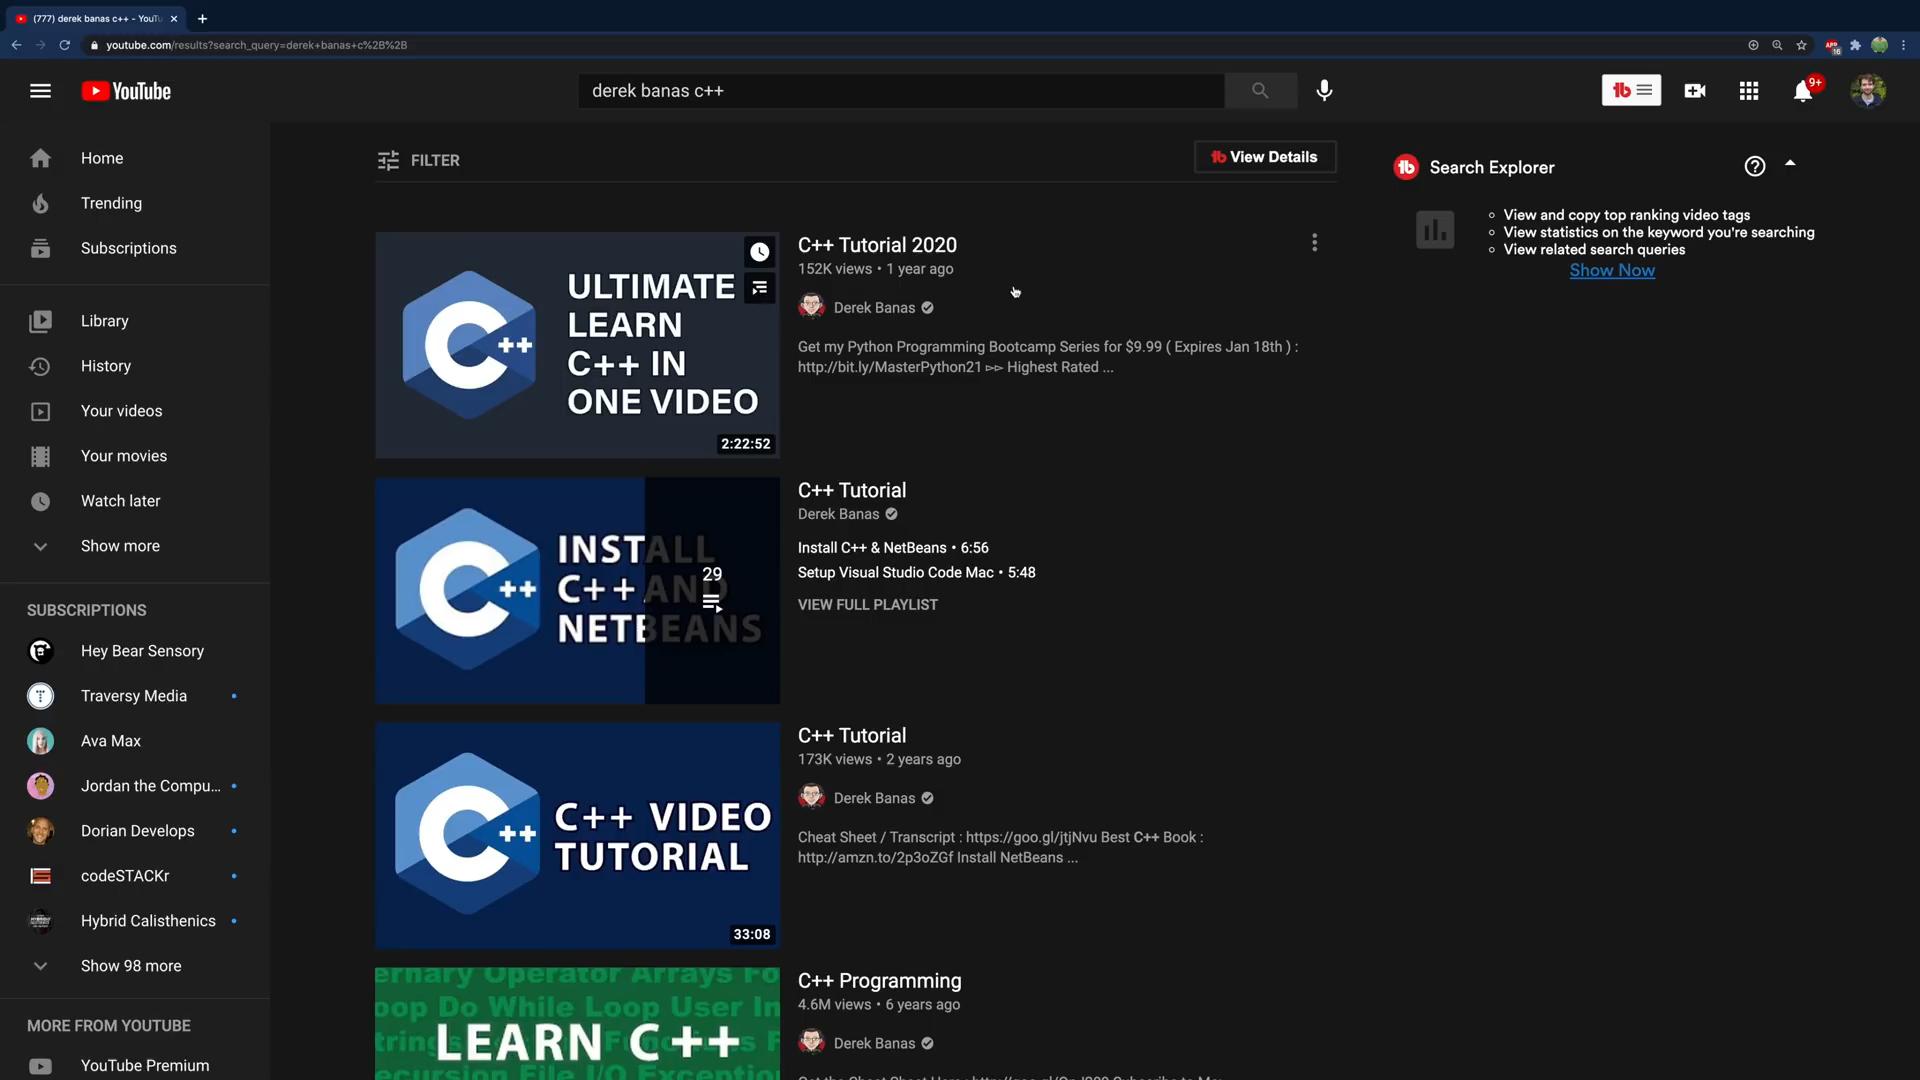 (777) derek banas c++ - YouTu
youtube.com/results?search_query=derek+banas+c%2B%2B
YouTube
derek banas c++
9+
Home
Trending
Subscriptions
Library
History
Your videos
Your movies
Watch later
Show more
SUBSCRIPTIONS
Hey Bear Sensory
Traversy Media
Ava Max
Jordan the Compu...
Dorian Develops
codeSTACKr
Hybrid Calisthenics
Show 98 more
MORE FROM YOUTUBE
YouTube Premium
FILTER
tb View Details
C++
ULTIMATE
LEARN
C++ IN
ONE VIDEO
2:22:52
C++ Tutorial 2020
152K views • 1 year ago
Derek Banas
Get my Python Programming Bootcamp Series for $9.99 ( Expires Jan 18th ) :
http://bit.ly/MasterPython21 ▻▻ Highest Rated ...
C++
INSTALL
C++ AND
NETBEANS
29
C++ Tutorial
Derek Banas
Install C++ & NetBeans • 6:56
Setup Visual Studio Code Mac • 5:48
VIEW FULL PLAYLIST
C++
C++ VIDEO
TUTORIAL
33:08
C++ Tutorial
173K views • 2 years ago
Derek Banas
Cheat Sheet / Transcript : https://goo.gl/jtjNvu Best C++ Book :
http://amzn.to/2p3oZGf Install NetBeans ...
LEARN C++
C++ Programming
4.6M views • 6 years ago
Derek Banas
tb Search Explorer
View and copy top ranking video tags
View statistics on the keyword you're searching
View related search queries
Show Now